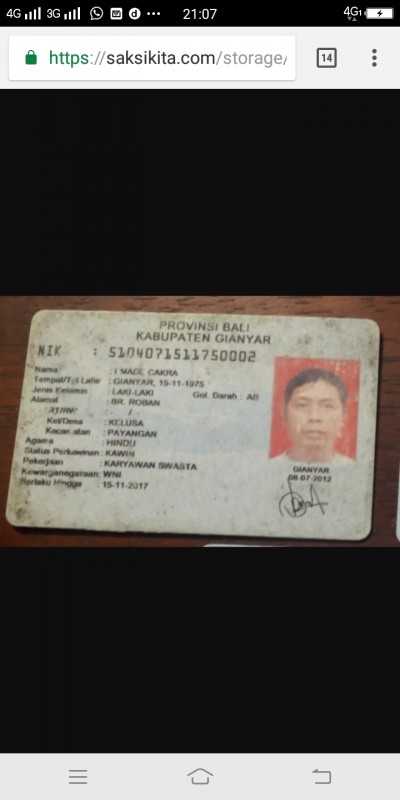 4G 3G 21:07 4G
https://saksikita.com/storage/ 14
PROVINSI BALI
KABUPATEN GIANYAR
NIK : 5104071511750002
Nama : I MADE CAKRA
Tempat/Tgl Lahir : GIANYAR, 15-11-1975
Jenis Kelamin : LAKI-LAKI Gol. Darah : AB
Alamat : BR. ROBAN
RT/RW : - / -
Kel/Desa : KELUSA
Kecamatan : PAYANGAN
Agama : HINDU
Status Perkawinan : KAWIN
Pekerjaan : KARYAWAN SWASTA
Kewarganegaraan : WNI
Berlaku Hingga : 15-11-2017
GIANYAR
06-07-2012